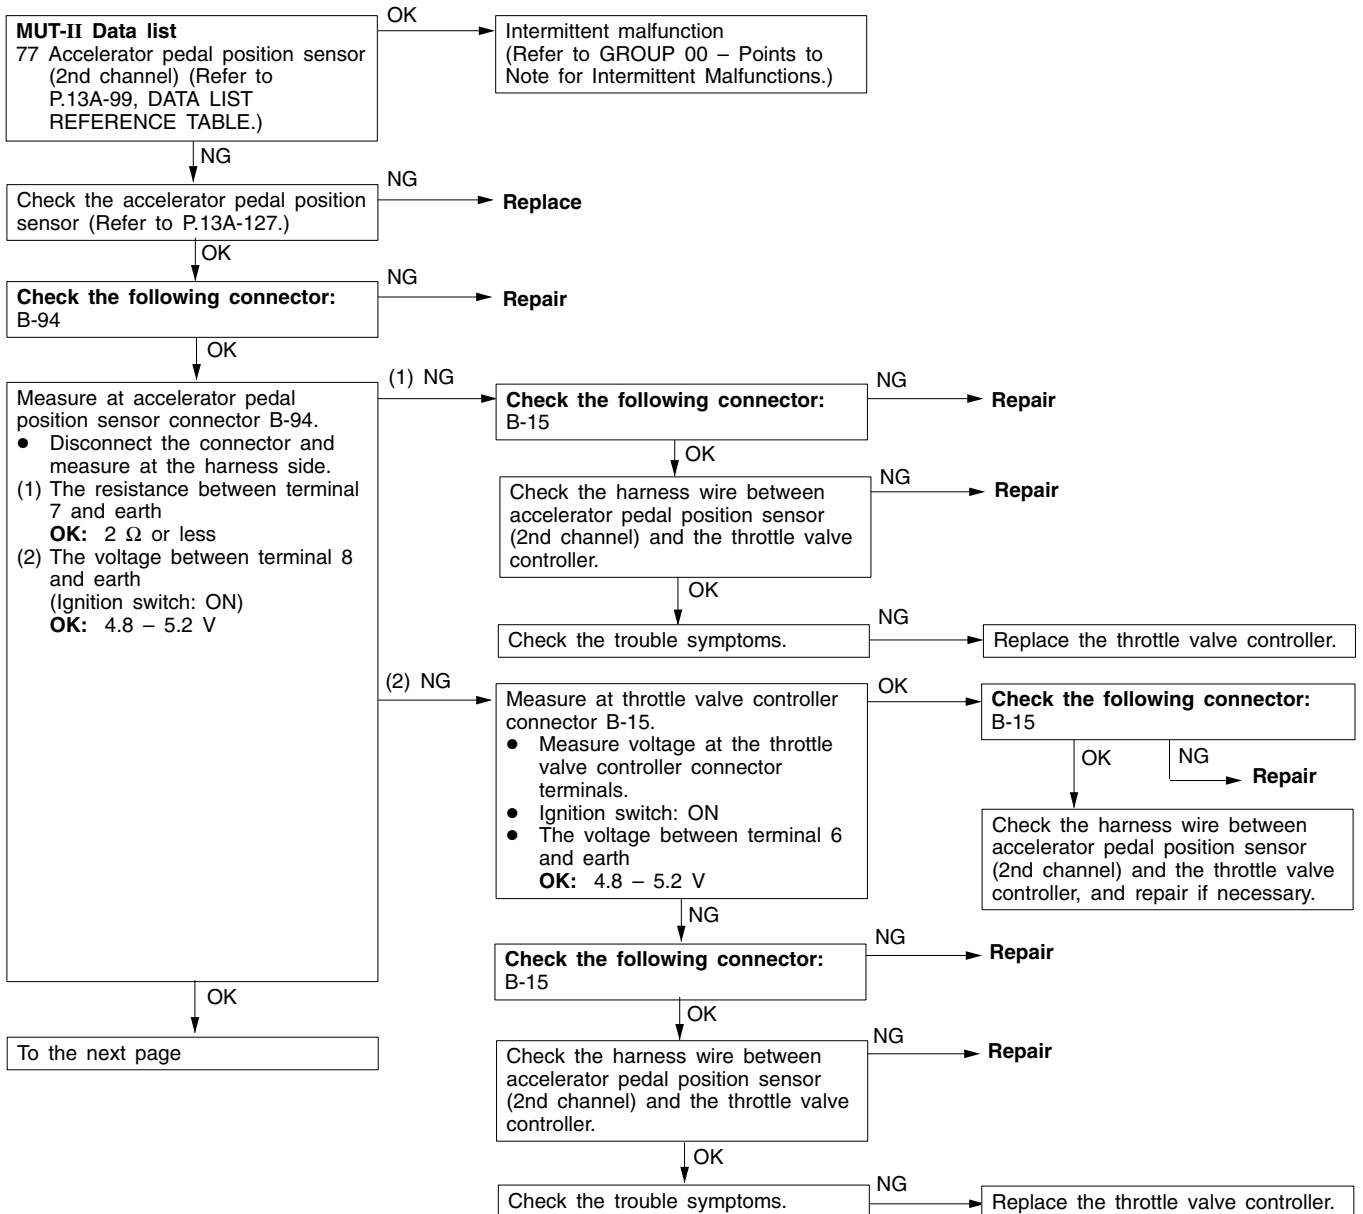 MUT-II Data list
77 Accelerator pedal position sensor
(2nd channel) (Refer to
P.13A-99, DATA LIST
REFERENCE TABLE.)
OK
Intermittent malfunction
(Refer to GROUP 00 – Points to
Note for Intermittent Malfunctions.)
NG
Check the accelerator pedal position
sensor (Refer to P.13A-127.)
NG
Replace
OK
Check the following connector:
B-94
NG
Repair
OK
Measure at accelerator pedal
position sensor connector B-94.
● Disconnect the connector and
measure at the harness side.
(1) The resistance between terminal
7 and earth
OK: 2 Ω or less
(2) The voltage between terminal 8
and earth
(Ignition switch: ON)
OK: 4.8 – 5.2 V
(1) NG
Check the following connector:
B-15
NG
Repair
OK
Check the harness wire between
accelerator pedal position sensor
(2nd channel) and the throttle valve
controller.
NG
Repair
OK
Check the trouble symptoms.
NG
Replace the throttle valve controller.
(2) NG
Measure at throttle valve controller
connector B-15.
● Measure voltage at the throttle
valve controller connector
terminals.
● Ignition switch: ON
● The voltage between terminal 6
and earth
OK: 4.8 – 5.2 V
OK
Check the following connector:
B-15
OK
NG
Repair
Check the harness wire between
accelerator pedal position sensor
(2nd channel) and the throttle valve
controller, and repair if necessary.
NG
Check the following connector:
B-15
NG
Repair
OK
Check the harness wire between
accelerator pedal position sensor
(2nd channel) and the throttle valve
controller.
NG
Repair
OK
Check the trouble symptoms.
NG
Replace the throttle valve controller.
OK
To the next page